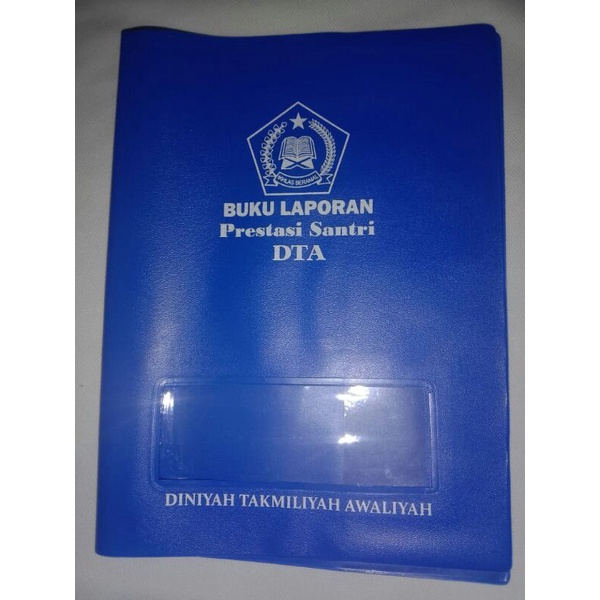 IKHLAS BERAMAL
BUKU LAPORAN
Prestasi Santri
DTA
DINIYAH TAKMILIYAH AWALIYAH